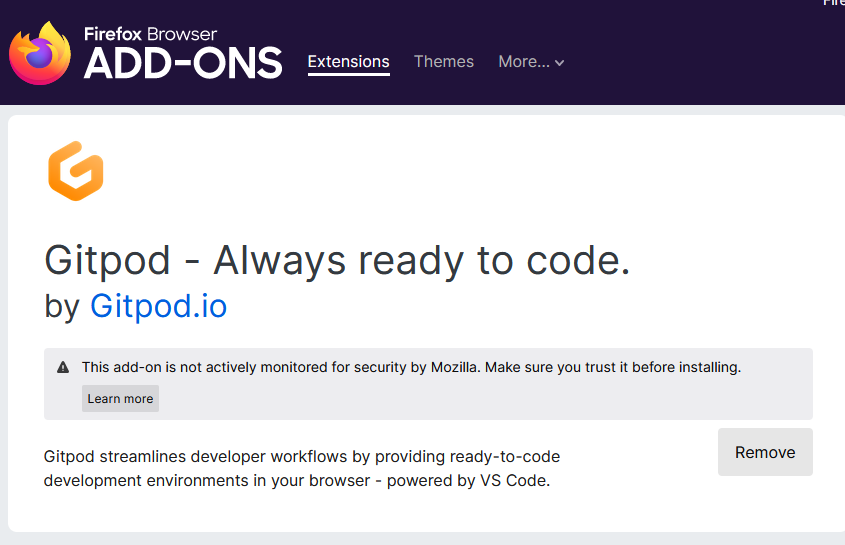 Firefox Browser
ADD-ONS
Extensions
Themes
More...
Gitpod - Always ready to code.
by Gitpod.io
This add-on is not actively monitored for security by Mozilla. Make sure you trust it before installing.
Learn more
Gitpod streamlines developer workflows by providing ready-to-code
development environments in your browser - powered by VS Code.
Remove